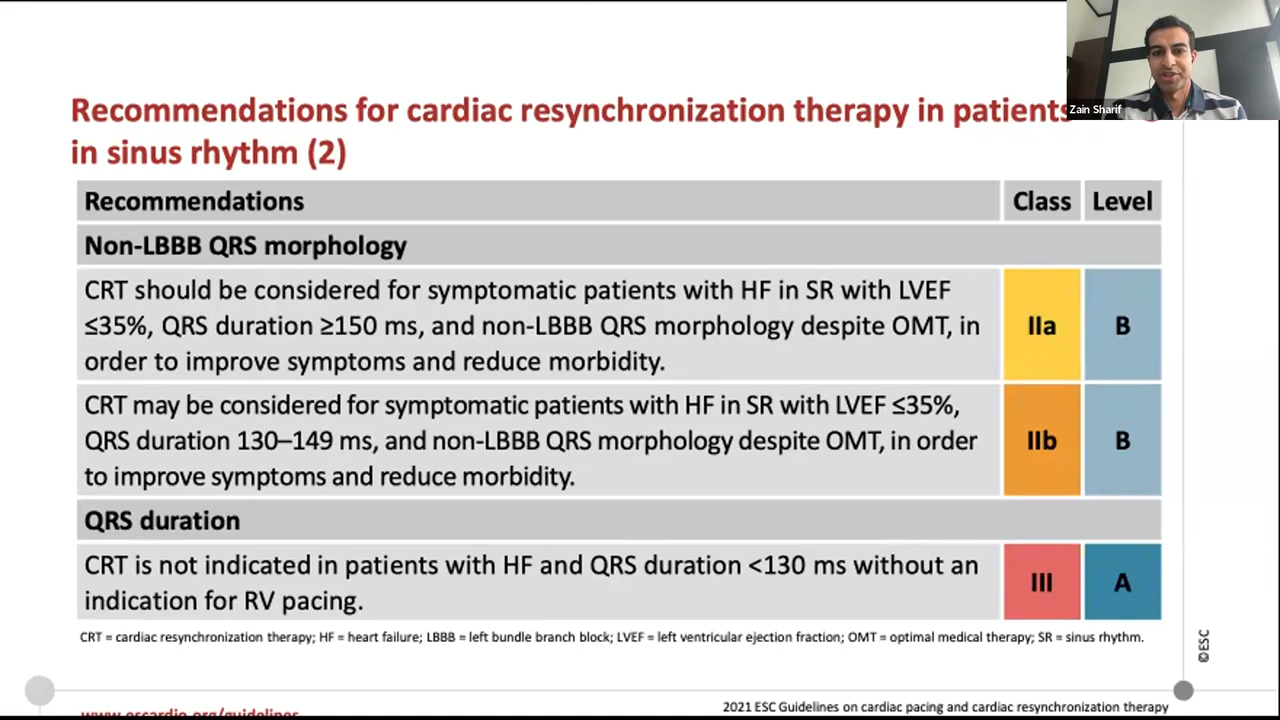 Zain Sharif
Recommendations for cardiac resynchronization therapy in patients
in sinus rhythm (2)
Recommendations Class Level
Non-LBBB QRS morphology
CRT should be considered for symptomatic patients with HF in SR with LVEF
≤35%, QRS duration ≥150 ms, and non-LBBB QRS morphology despite OMT, in
order to improve symptoms and reduce morbidity.
IIa B
CRT may be considered for symptomatic patients with HF in SR with LVEF ≤35%,
QRS duration 130–149 ms, and non-LBBB QRS morphology despite OMT, in order
to improve symptoms and reduce morbidity.
IIb B
QRS duration
CRT is not indicated in patients with HF and QRS duration <130 ms without an
indication for RV pacing.
III A
CRT = cardiac resynchronization therapy; HF = heart failure; LBBB = left bundle branch block; LVEF = left ventricular ejection fraction; OMT = optimal medical therapy; SR = sinus rhythm.
©ESC
www.escardio.org/guidelines
2021 ESC Guidelines on cardiac pacing and cardiac resynchronization therapy